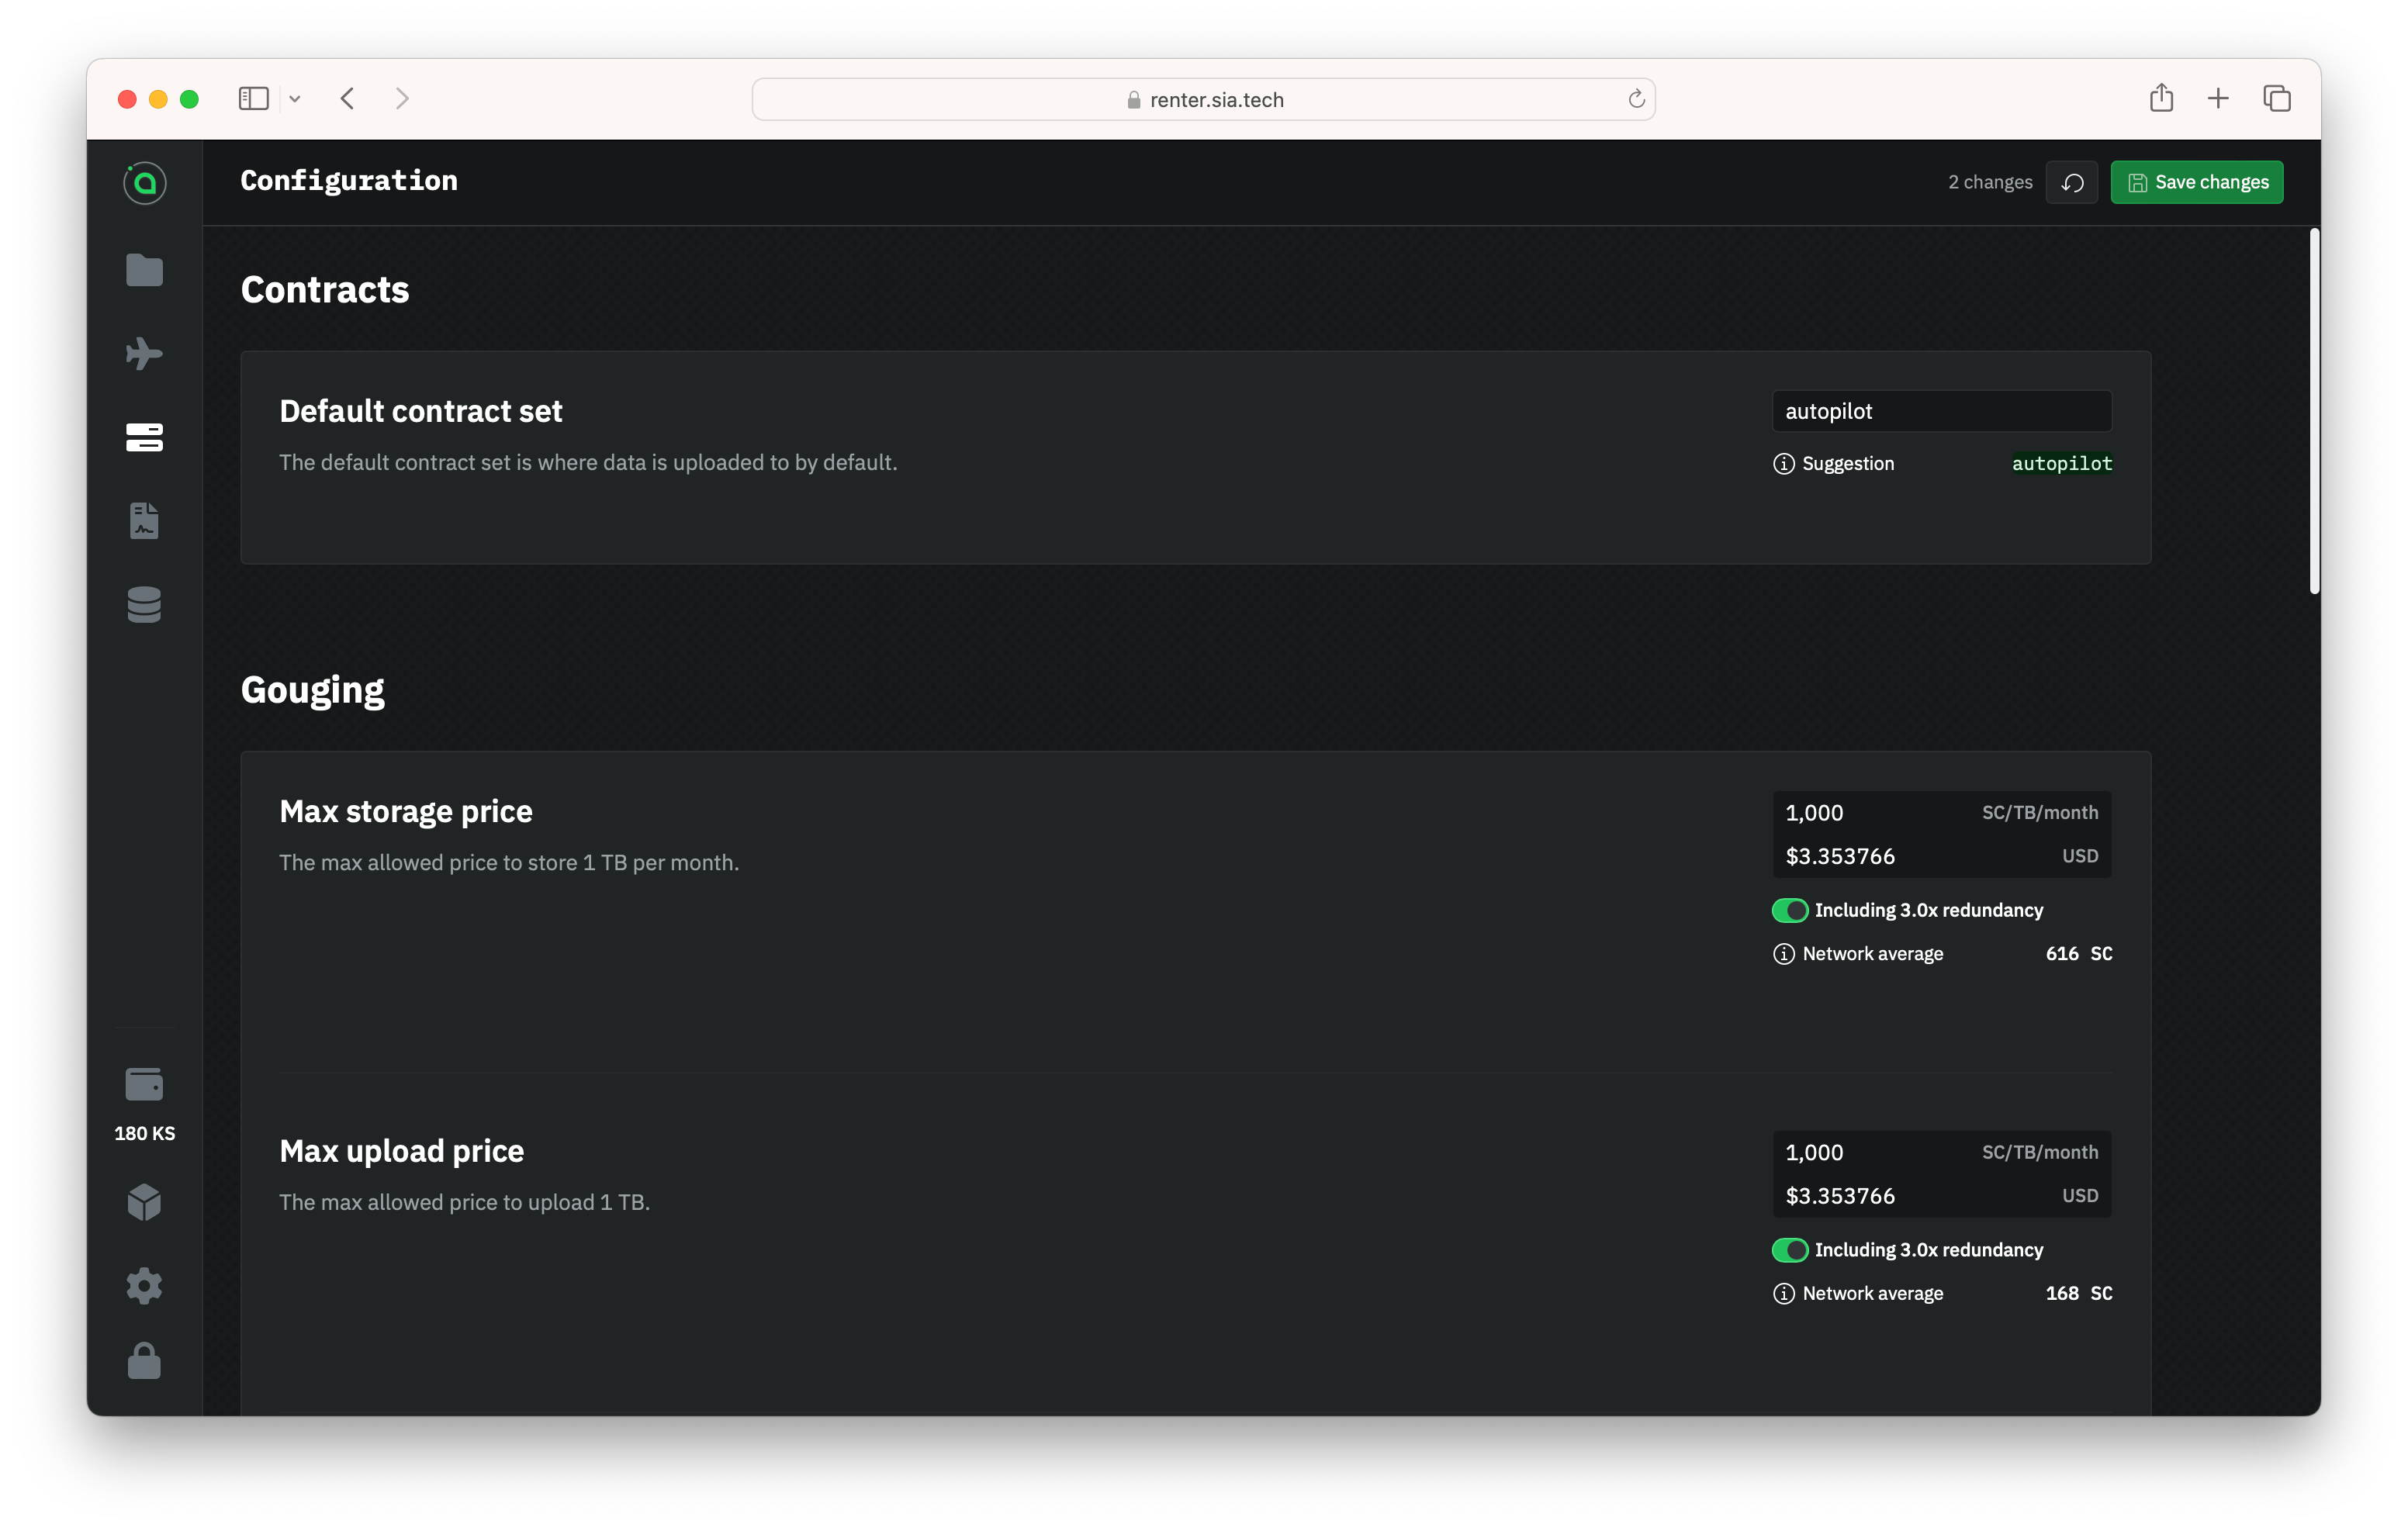 renter.sia.tech
Configuration
2 changes
Save changes
Contracts
Default contract set
autopilot
The default contract set is where data is uploaded to by default.
Suggestion autopilot
Gouging
Max storage price
1,000 SC/TB/month
The max allowed price to store 1 TB per month.
$3.353766 USD
Including 3.0x redundancy
Network average 616 SC
180 KS
Max upload price
1,000 SC/TB/month
The max allowed price to upload 1 TB.
$3.353766 USD
Including 3.0x redundancy
Network average 168 SC